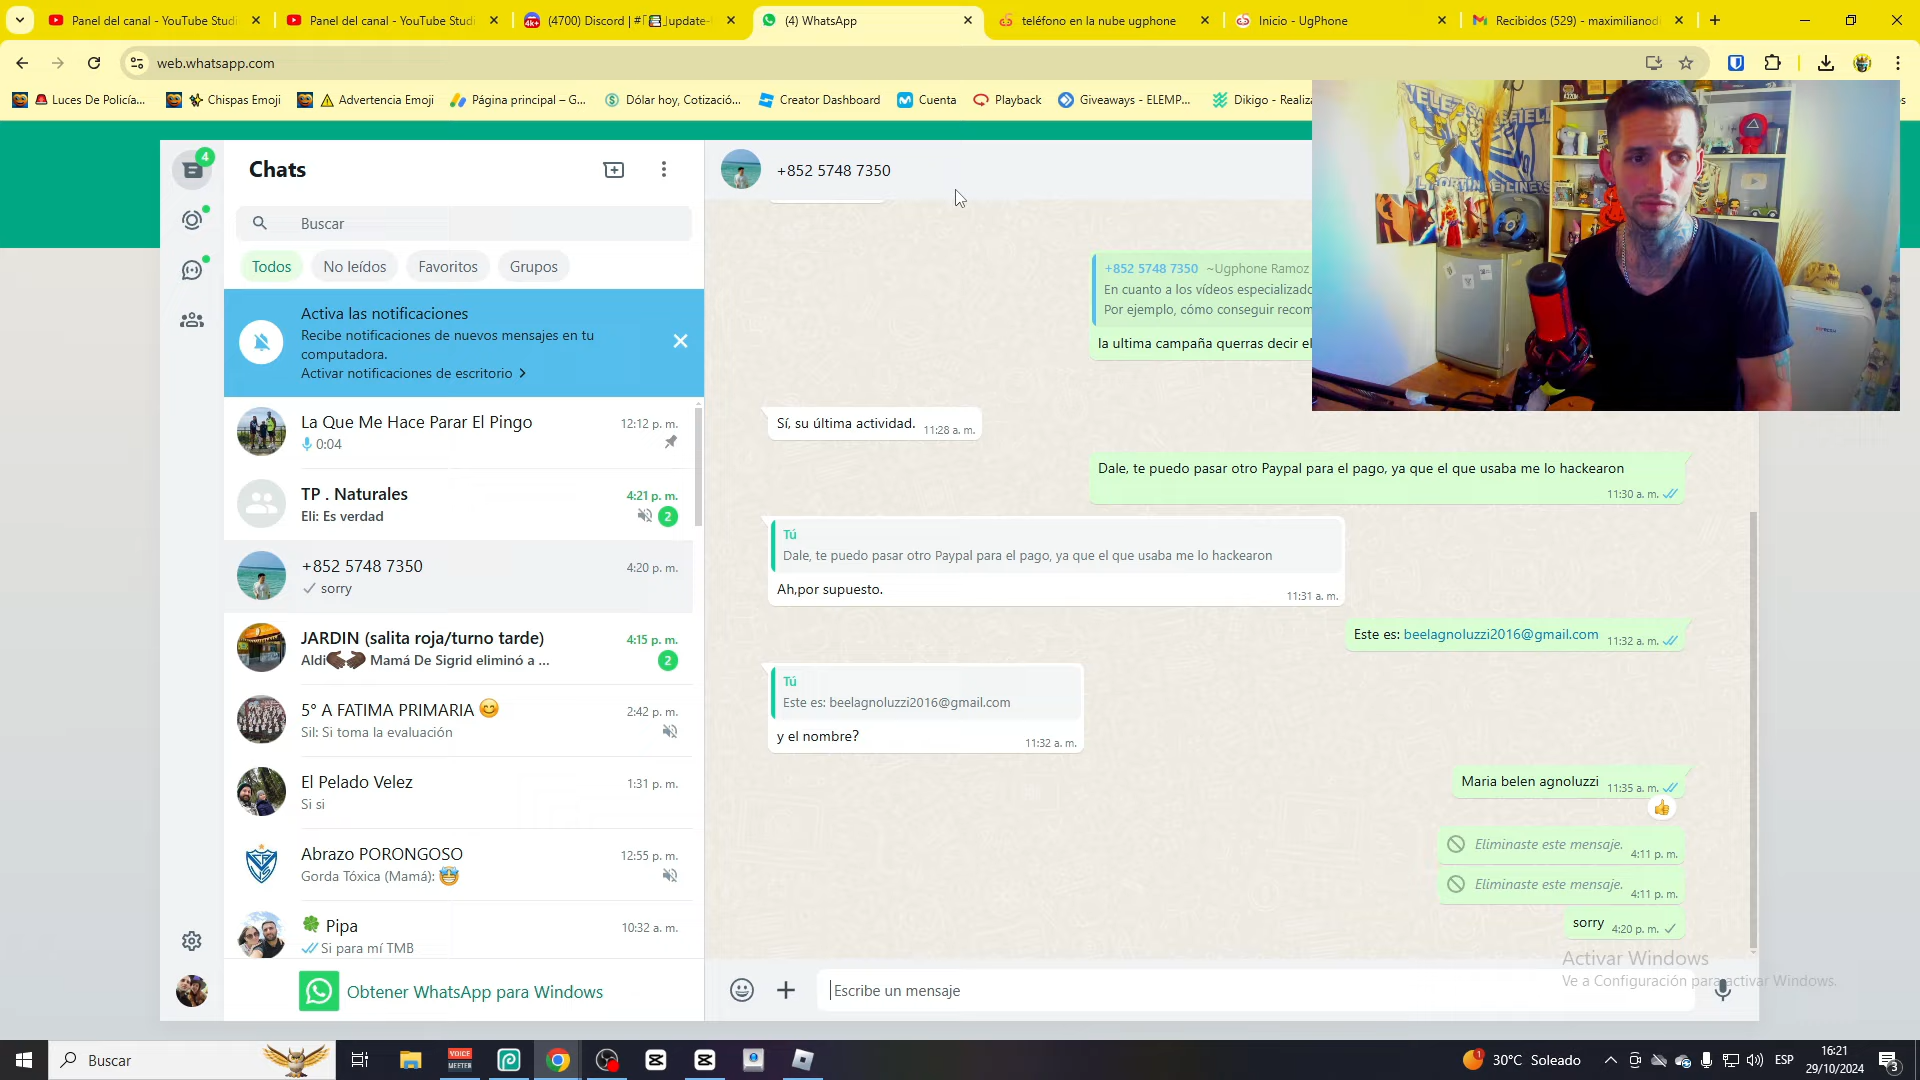 Panel del canal - YouTube Studi
Panel del canal - YouTube Studi
(4700) Discord | #
update-
(4) WhatsApp
teléfono en la nube ugphone
Inicio - UgPhone
Recibidos (529) - maximilianod
web.whatsapp.com
Luces De Policía...
Chispas Emoji
Advertencia Emoji
Página principal – G...
Dólar hoy, Cotizació...
Creator Dashboard
Cuenta
Playback
Giveaways - ELEMP...
Dikigo - Realiza
4
Chats
Buscar
Todos
No leídos
Favoritos
Grupos
Activa las notificaciones
Recibe notificaciones de nuevos mensajes en tu
computadora.
Activar notificaciones de escritorio
La Que Me Hace Parar El Pingo
12:12 p. m.
0:04
TP . Naturales
4:21 p. m.
Eli: Es verdad
2
+852 5748 7350
4:20 p. m.
sorry
JARDIN (salita roja/turno tarde)
4:15 p. m.
Aldi🤝🏿 Mamá De Sigrid eliminó a ...
2
5° A FATIMA PRIMARIA 😊
2:42 p. m.
Sil: Si toma la evaluación
El Pelado Velez
1:31 p. m.
Si si
Abrazo PORONGOSO
12:55 p. m.
Gorda Tóxica (Mamá): 🤩
🍀 Pipa
10:32 a. m.
Si para mí TMB
Obtener WhatsApp para Windows
+852 5748 7350
+852 5748 7350 ~Ugphone Ramoz
En cuanto a los vídeos especializado
Por ejemplo, cómo conseguir recom
la ultima campaña querras decir el
Sí, su última actividad.
11:28 a. m.
Dale, te puedo pasar otro Paypal para el pago, ya que el que usaba me lo hackearon
11:30 a. m.
Tú
Dale, te puedo pasar otro Paypal para el pago, ya que el que usaba me lo hackearon
Ah,por supuesto.
11:31 a. m.
Este es: beelagnoluzzi2016@gmail.com
11:32 a. m.
Tú
Este es: beelagnoluzzi2016@gmail.com
y el nombre?
11:32 a. m.
Maria belen agnoluzzi
11:35 a. m.
👍
Eliminaste este mensaje.
4:11 p. m.
Eliminaste este mensaje.
4:11 p. m.
sorry
4:20 p. m.
Activar Windows
Ve a Configuración para activar Windows.
Escribe un mensaje
Buscar
VOICE
MEETER
1
30°C Soleado
ESP
16:21
29/10/2024
3